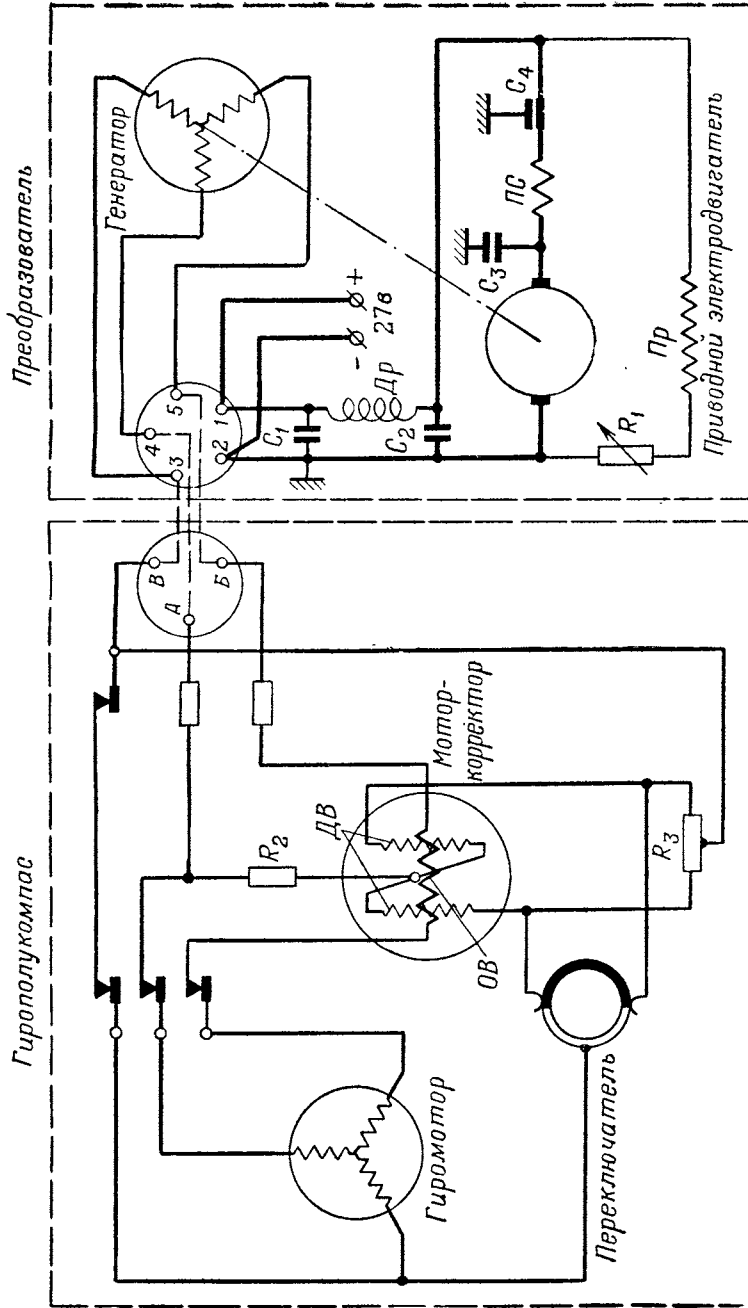 Гирополукомпас
Преобразователь
Гиромотор
Переключатель
ОВ
ДВ
R2
Мотор-
корректор
R3
А
В
Б
3
4
5
2
1
Генератор
-
+
27в
C1
Др
C2
C3
ПС
C4
R1
Пр
Приводной электродвигатель